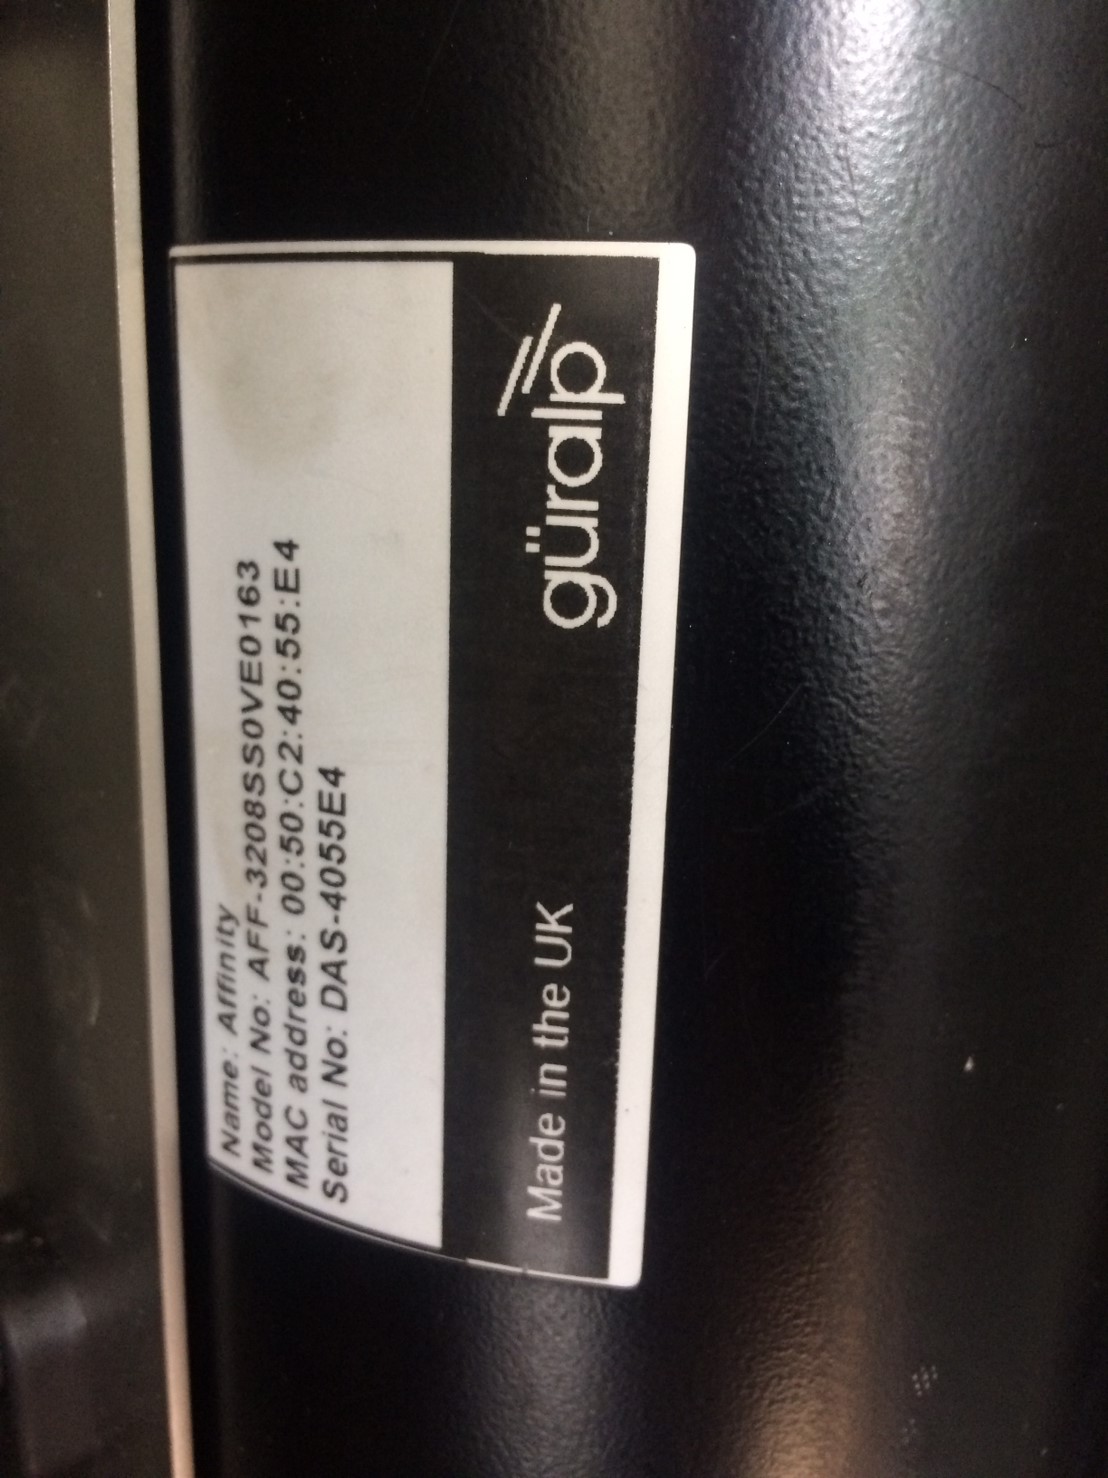 Name: Affinity
Model No: AFF-3208SS0VE0163
MAC address: 00:50:C2:40:55:E4
Serial No: DAS-4055E4
Made in the UK
güralp